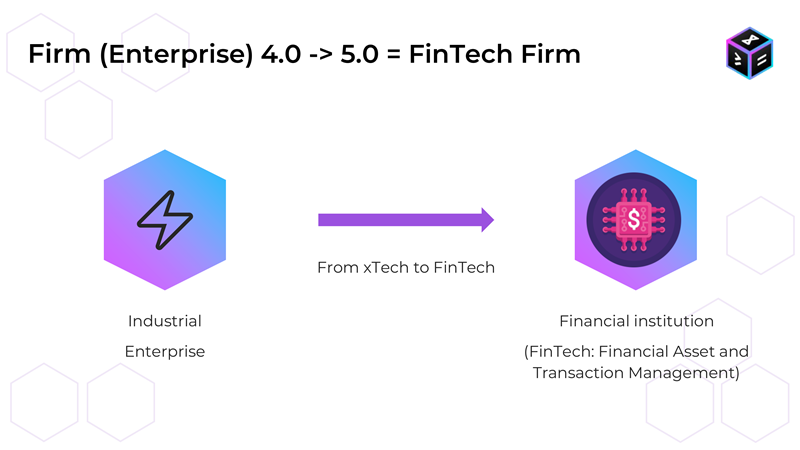 Firm (Enterprise) 4.0 -> 5.0 = FinTech Firm
$
From xTech to FinTech
Industrial
Enterprise
Financial institution
(FinTech: Financial Asset and
Transaction Management)